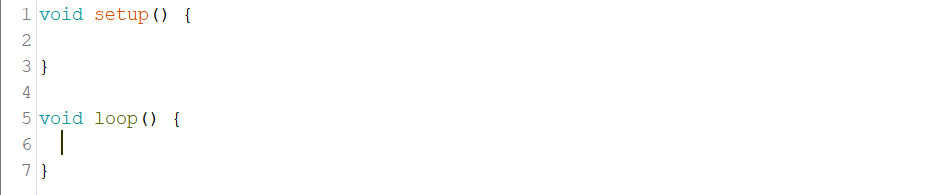 1 void setup() {
2
3 }
4
5 void loop() {
6
7 }